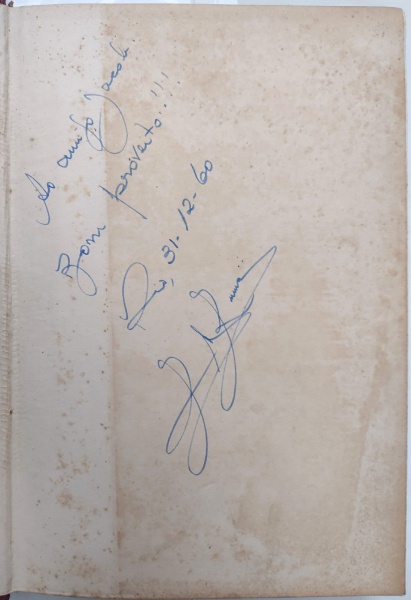 Ao amigo Jacob.
Bom proveito!!!
Rio, 31-12-60